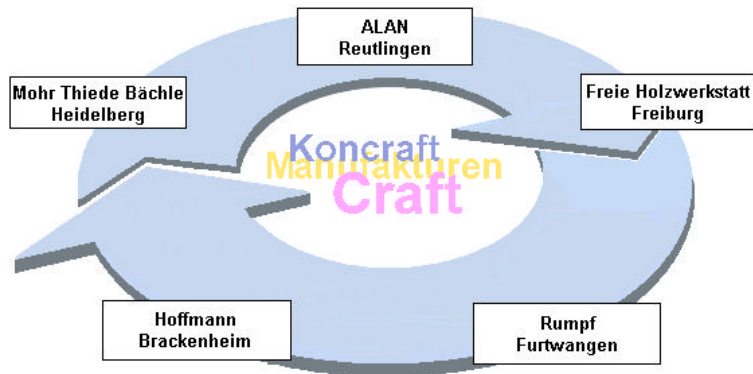 ALAN
Reutlingen
Mohr Thiede Bächle
Heidelberg
Freie Holzwerkstatt
Freiburg
Koncraft
Manufakturen
Craft
Hoffmann
Brackenheim
Rumpf
Furtwangen